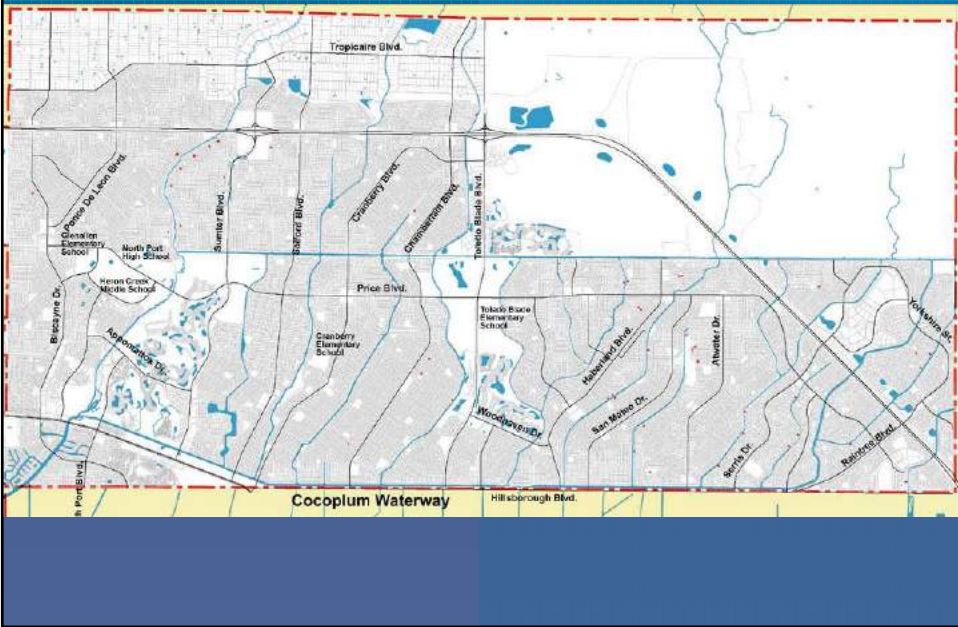 Tropicaire Blvd.
Ponce De Leon Blvd.
Cranberry Blvd.
Chamberlain Blvd.
Toledo Blade Blvd.
Sumter Blvd.
Salford Blvd.
Glenallen
Elementary
School
North Port
High School
Heron Creek
Middle School
Price Blvd.
Biscayne Dr.
Appomattox Dr.
Cranberry
Elementary
School
Toledo Blade
Elementary
School
Haberland Blvd.
Atwater Dr.
Yorkshire St.
San Mateo Dr.
Woodhaven Dr.
Serris Dr.
Raintree Blvd.
h Port Blvd.
Cocoplum Waterway
Hillsborough Blvd.